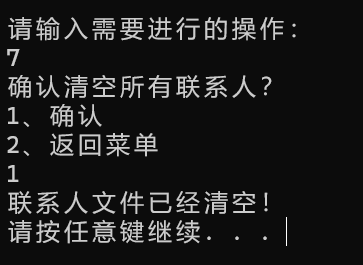 请输入需要进行的操作：
7
确认清空所有联系人？
1、确认
2、返回菜单
1
联系人文件已经清空！
请按任意键继续. . .